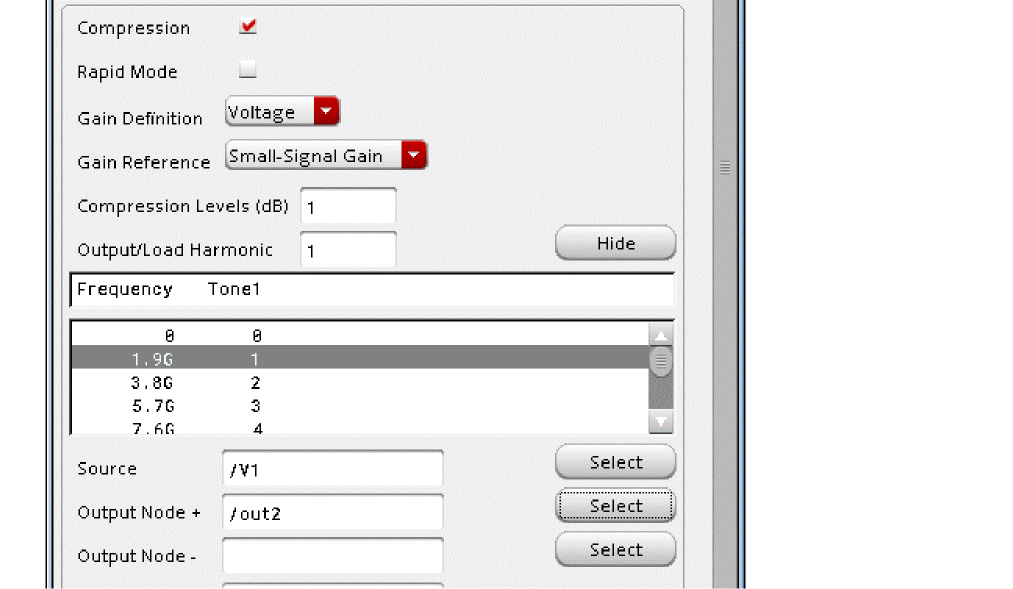 Compression
Rapid Mode
Gain Definition Voltage
Gain Reference Small-Signal Gain
Compression Levels (dB) 1
Output/Load Harmonic 1 Hide
Frequency Tone1
0 0
1.9G 1
3.8G 2
5.7G 3
7.6G 4
Source /V1 Select
Output Node + /out2 Select
Output Node - Select